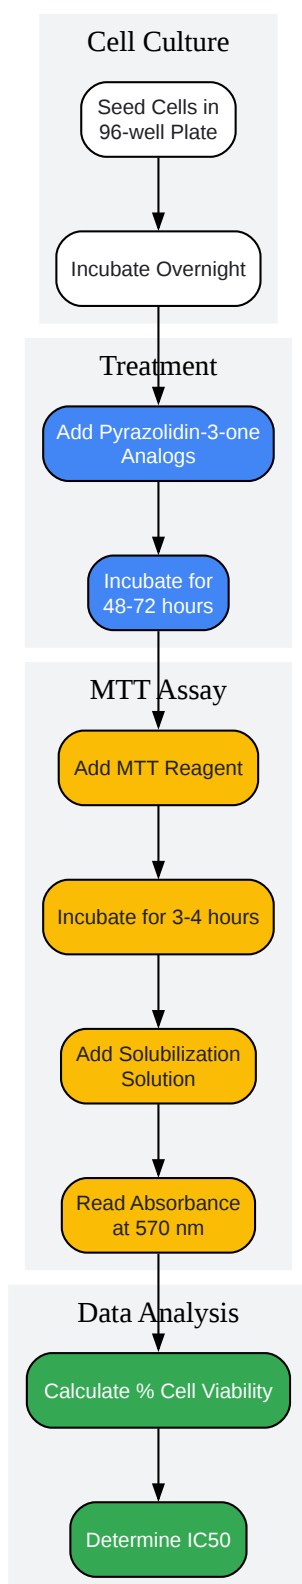 Cell Culture
Seed Cells in
96-well Plate
Incubate Overnight
Treatment
Add Pyrazolidin-3-one
Analogs
Incubate for
48-72 hours
MTT Assay
Add MTT Reagent
Incubate for 3-4 hours
Add Solubilization
Solution
Read Absorbance
at 570 nm
Data Analysis
Calculate % Cell Viability
Determine IC50